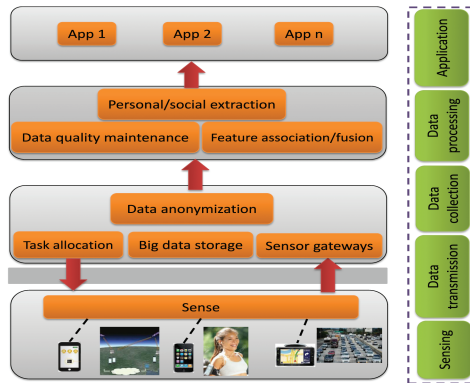 App 1
App 2
App n
Personal/social extraction
Data quality maintenance
Feature association/fusion
Data anonymization
Task allocation
Big data storage
Sensor gateways
Sense
Application
Data
processing
Data
collection
Data
transmission
Sensing